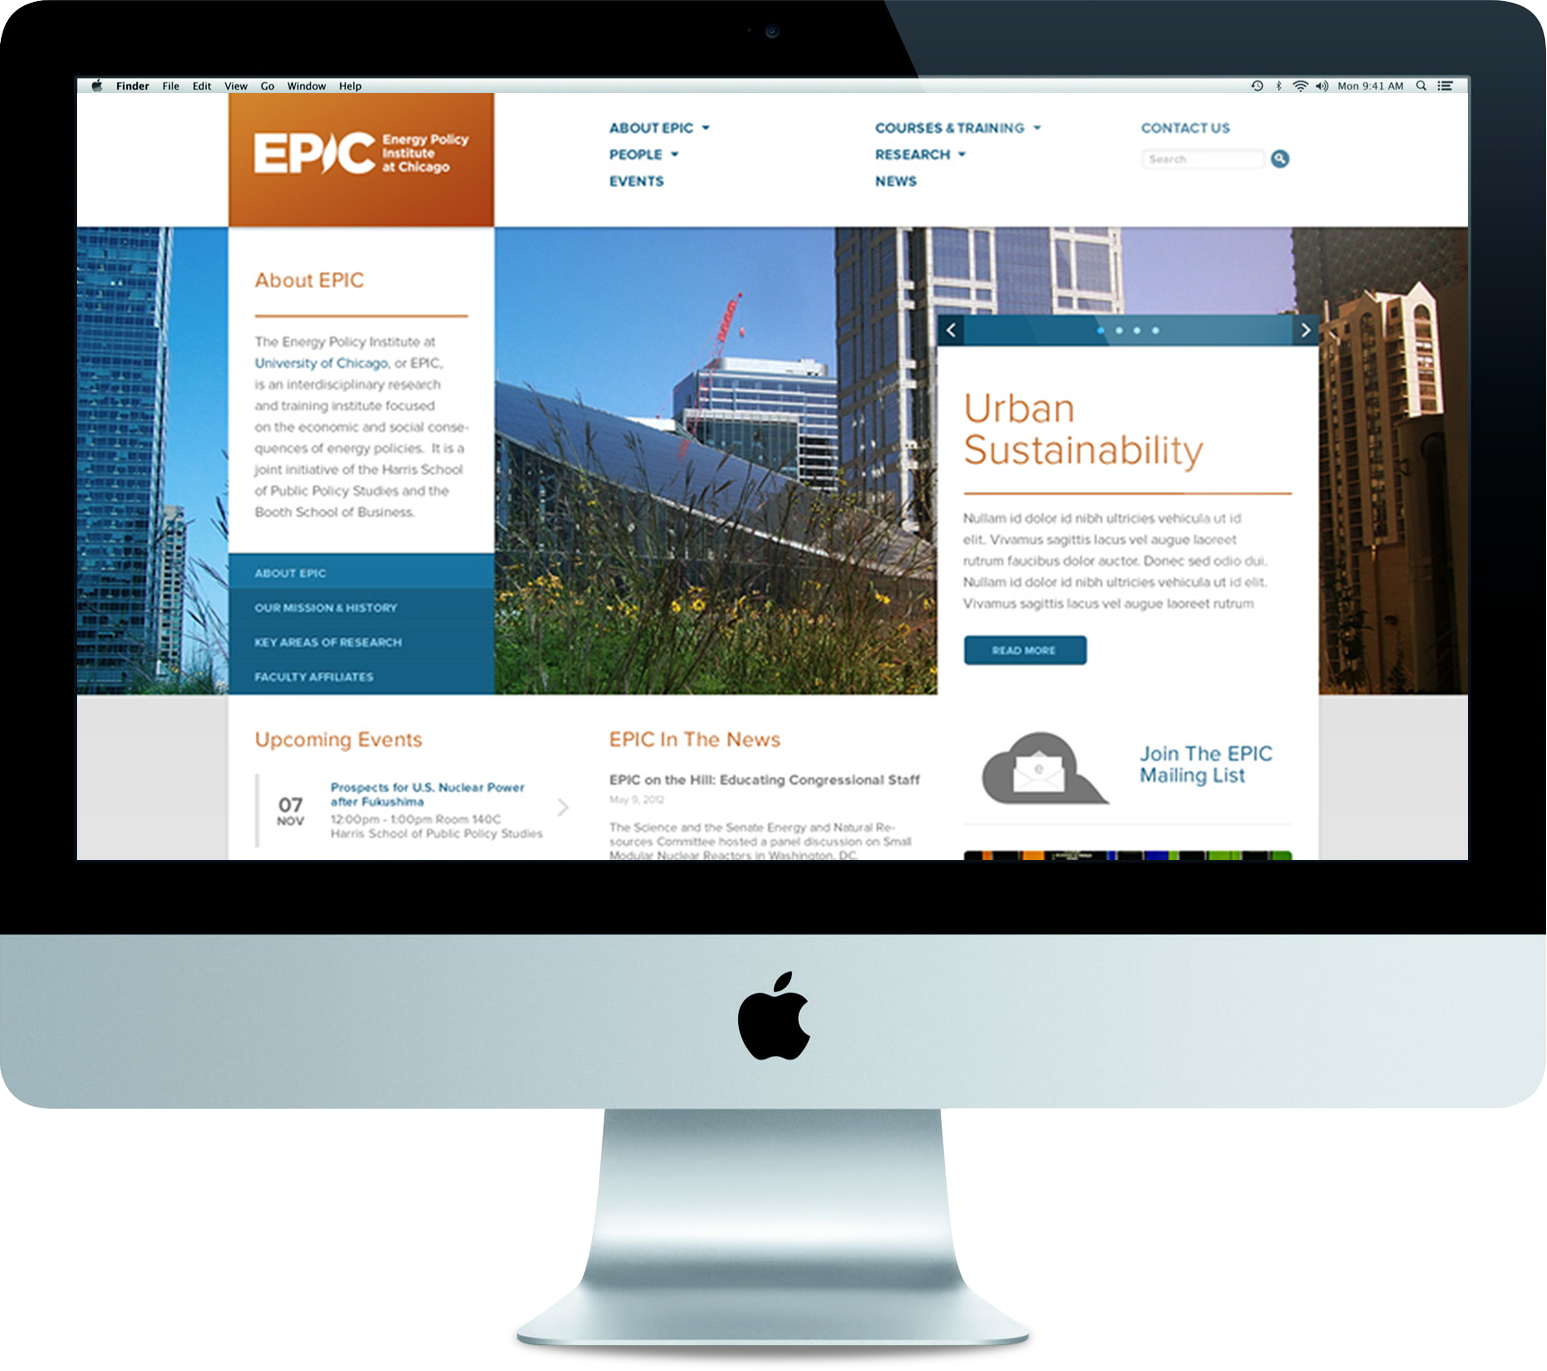 Finder File Edit View Go Window Help
Mon 9:41 AM
EPIC
Energy Policy
Institute
at Chicago
ABOUT EPIC
PEOPLE
EVENTS
COURSES & TRAINING
RESEARCH
NEWS
CONTACT US
Search
About EPIC
The Energy Policy Institute at
University of Chicago, or EPIC,
is an interdisciplinary research
and training institute focused
on the economic and social conse-
quences of energy policies. It is a
joint initiative of the Harris School
of Public Policy Studies and the
Booth School of Business.
ABOUT EPIC
OUR MISSION & HISTORY
KEY AREAS OF RESEARCH
FACULTY AFFILIATES
Urban
Sustainability
Nullam id dolor id nibh ultricies vehicula ut id
elit. Vivamus sagittis lacus vel augue laoreet
rutrum faucibus dolor auctor. Donec sed odio dui.
Nullam id dolor id nibh ultricies vehicula ut id elit.
Vivamus sagittis lacus vel augue laoreet rutrum
READ MORE
Upcoming Events
07
NOV
Prospects for U.S. Nuclear Power
after Fukushima
12:00pm - 1:00pm Room 140C
Harris School of Public Policy Studies
EPIC In The News
EPIC on the Hill: Educating Congressional Staff
May 9, 2012
The Science and the Senate Energy and Natural Re-
sources Committee hosted a panel discussion on Small
Modular Nuclear Reactors in Washington, DC.
e
Join The EPIC
Mailing List